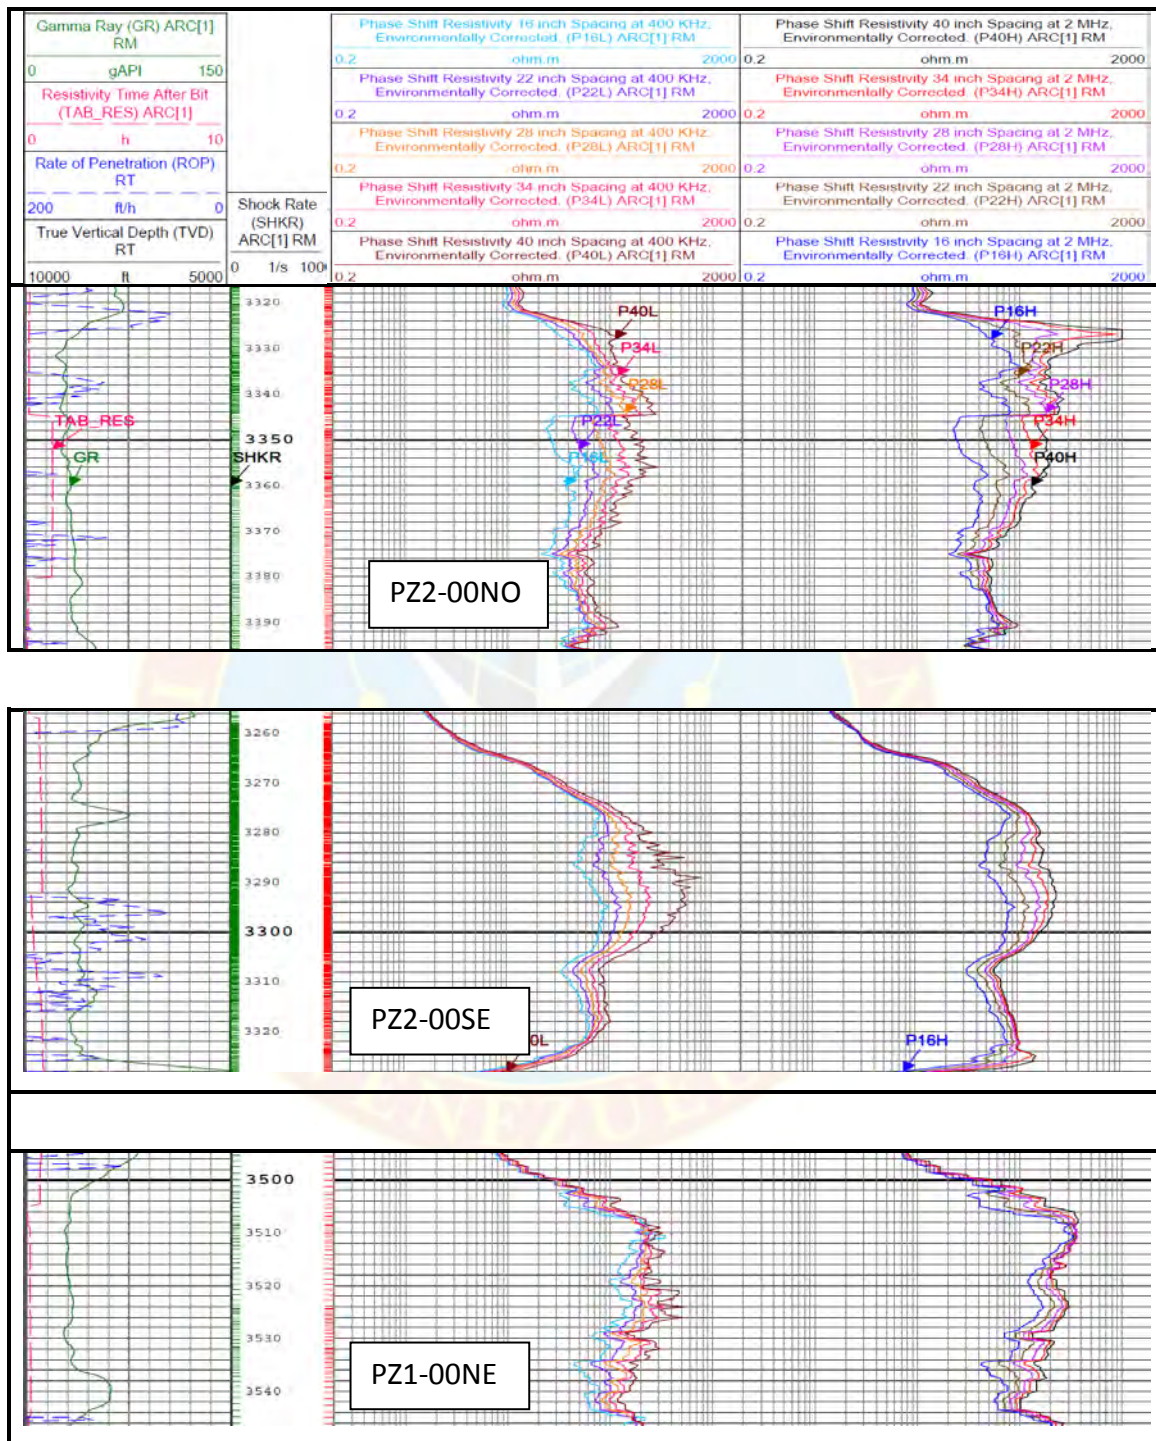 Gamma Ray (GR) ARC[1]
RM
0 gAPI 150
Resistivity Time After Bit
(TAB_RES) ARC[1]
0 h 10
Rate of Penetration (ROP)
RT
200 ft/h 0
True Vertical Depth (TVD)
RT
10000 ft 5000
Shock Rate
(SHKR)
ARC[1] RM
0 1/s 100
Phase Shift Resistivity 16 inch Spacing at 400 KHz,
Environmentally Corrected. (P16L) ARC[1] RM
0.2 ohm.m 2000
Phase Shift Resistivity 22 inch Spacing at 400 KHz,
Environmentally Corrected. (P22L) ARC[1] RM
0.2 ohm.m 2000
Phase Shift Resistivity 28 inch Spacing at 400 KHz,
Environmentally Corrected. (P28L) ARC[1] RM
0.2 ohm.m 2000
Phase Shift Resistivity 34 inch Spacing at 400 KHz,
Environmentally Corrected. (P34L) ARC[1] RM
0.2 ohm.m 2000
Phase Shift Resistivity 40 inch Spacing at 400 KHz,
Environmentally Corrected. (P40L) ARC[1] RM
0.2 ohm.m 2000
Phase Shift Resistivity 40 inch Spacing at 2 MHz,
Environmentally Corrected. (P40H) ARC[1] RM
0.2 ohm.m 2000
Phase Shift Resistivity 34 inch Spacing at 2 MHz,
Environmentally Corrected. (P34H) ARC[1] RM
0.2 ohm.m 2000
Phase Shift Resistivity 28 inch Spacing at 2 MHz,
Environmentally Corrected. (P28H) ARC[1] RM
0.2 ohm.m 2000
Phase Shift Resistivity 22 inch Spacing at 2 MHz,
Environmentally Corrected. (P22H) ARC[1] RM
0.2 ohm.m 2000
Phase Shift Resistivity 16 inch Spacing at 2 MHz,
Environmentally Corrected. (P16H) ARC[1] RM
0.2 ohm.m 2000
3320
P40L P16H
3330
P34L P22H
3340
P28L P28H
TAB_RES P22L P34H
3350
GR SHKR P16L P40H
3360
3370
3380
PZ2-00NO
3390
3260
3270
3280
3290
3300
3310
PZ2-00SE
3320
0L P16H
VENEZUEL
3500
3510
3520
3530
PZ1-00NE
3540